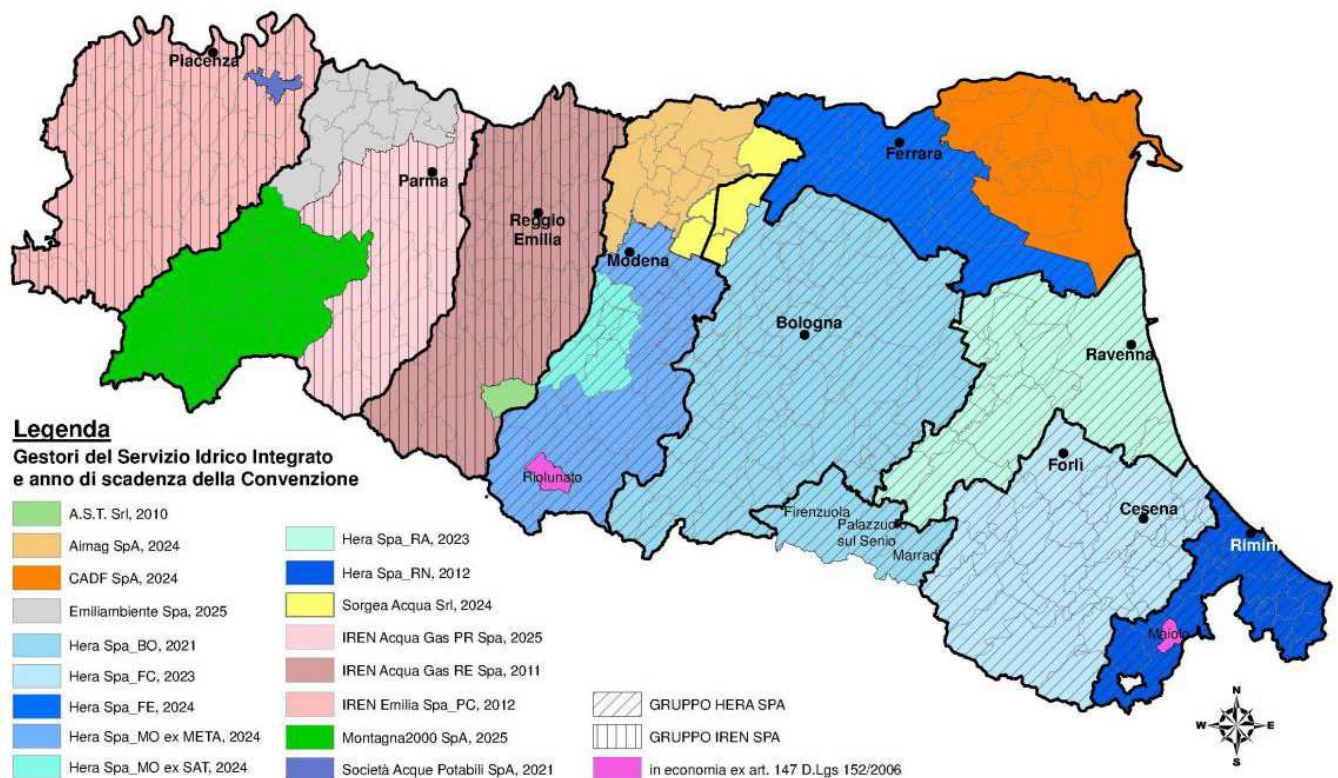 Piacenza
Parma
Reggio
Emilia
Modena
Ferrara
Bologna
Ravenna
Riolunato
Firenzuola
Palazzuolo
sul Senio
Marrad
Forlì
Cesena
Rimini
Maiolo
Legenda
Gestori del Servizio Idrico Integrato
e anno di scadenza della Convenzione
A.S.T. Srl, 2010
Aimag SpA, 2024
CADF SpA, 2024
Emiliambiente Spa, 2025
Hera Spa_BO, 2021
Hera Spa_FC, 2023
Hera Spa_FE, 2024
Hera Spa_MO ex META, 2024
Hera Spa_MO ex SAT, 2024
Hera Spa_RA, 2023
Hera Spa_RN, 2012
Sorgea Acqua Srl, 2024
IREN Acqua Gas PR Spa, 2025
IREN Acqua Gas RE Spa, 2011
IREN Emilia Spa_PC, 2012
Montagna2000 SpA, 2025
Società Acque Potabili SpA, 2021
GRUPPO HERA SPA
GRUPPO IREN SPA
in economia ex art. 147 D.Lgs 152/2006
N
W E
S